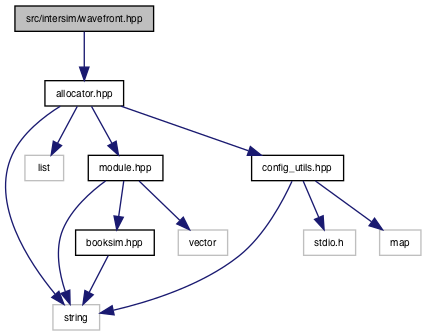 src/intersim/wavefront.hpp
allocator.hpp
list
module.hpp
config_utils.hpp
booksim.hpp
vector
stdio.h
map
string